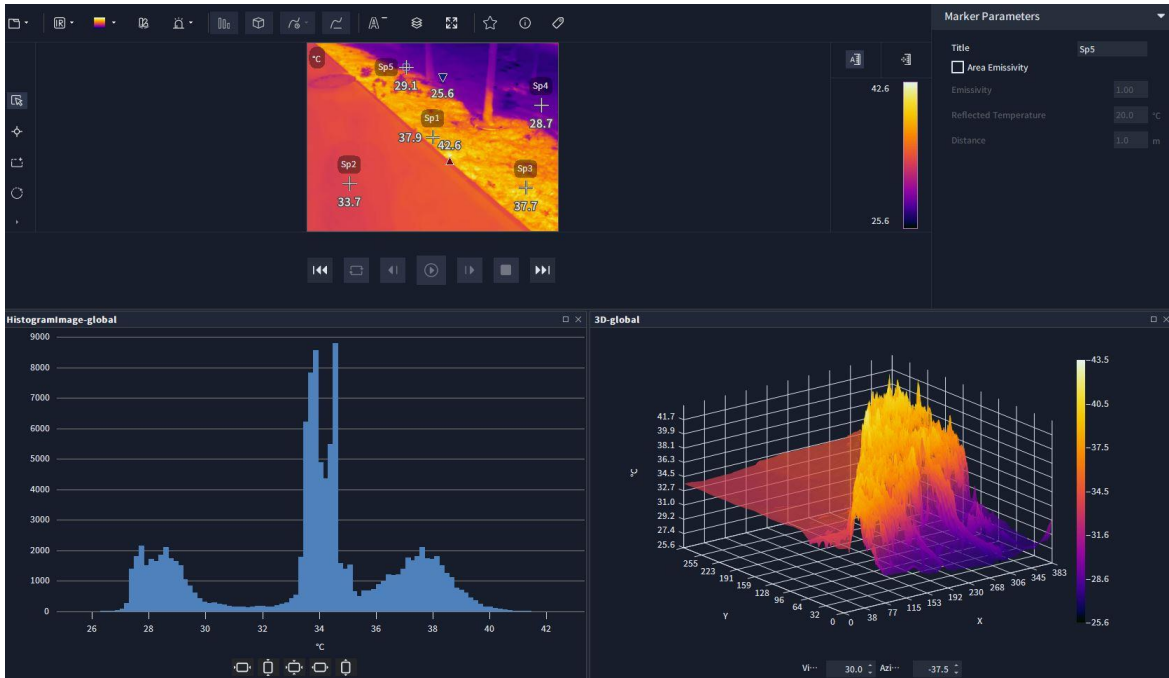 IR
A
Marker Parameters
°C
Sp5
29.1
25.6
Sp4
28.7
Sp1
37.9
42.6
Sp2
33.7
Sp3
37.7
A
42.6
25.6
Title
Sp5
Area Emissivity
Emissivity
1.00
Reflected Temperature
20.0
°C
Distance
1.0
m
HistogramImage-global
9000
8000
7000
6000
5000
4000
3000
2000
1000
0
26 28 30 32 34 36 38 40 42
°C
3D-global
43.5
40.5
37.5
34.5
31.6
28.6
25.6
41.7
39.9
38.1
36.3
34.5
32.7
31.0
29.2
27.4
25.6
°C
255 223 191 159 128 96 64 32 0
Y
0 38 77 115 153 192 230 268 306 345 383
X
Vi··· 30.0 Azi··· -37.5